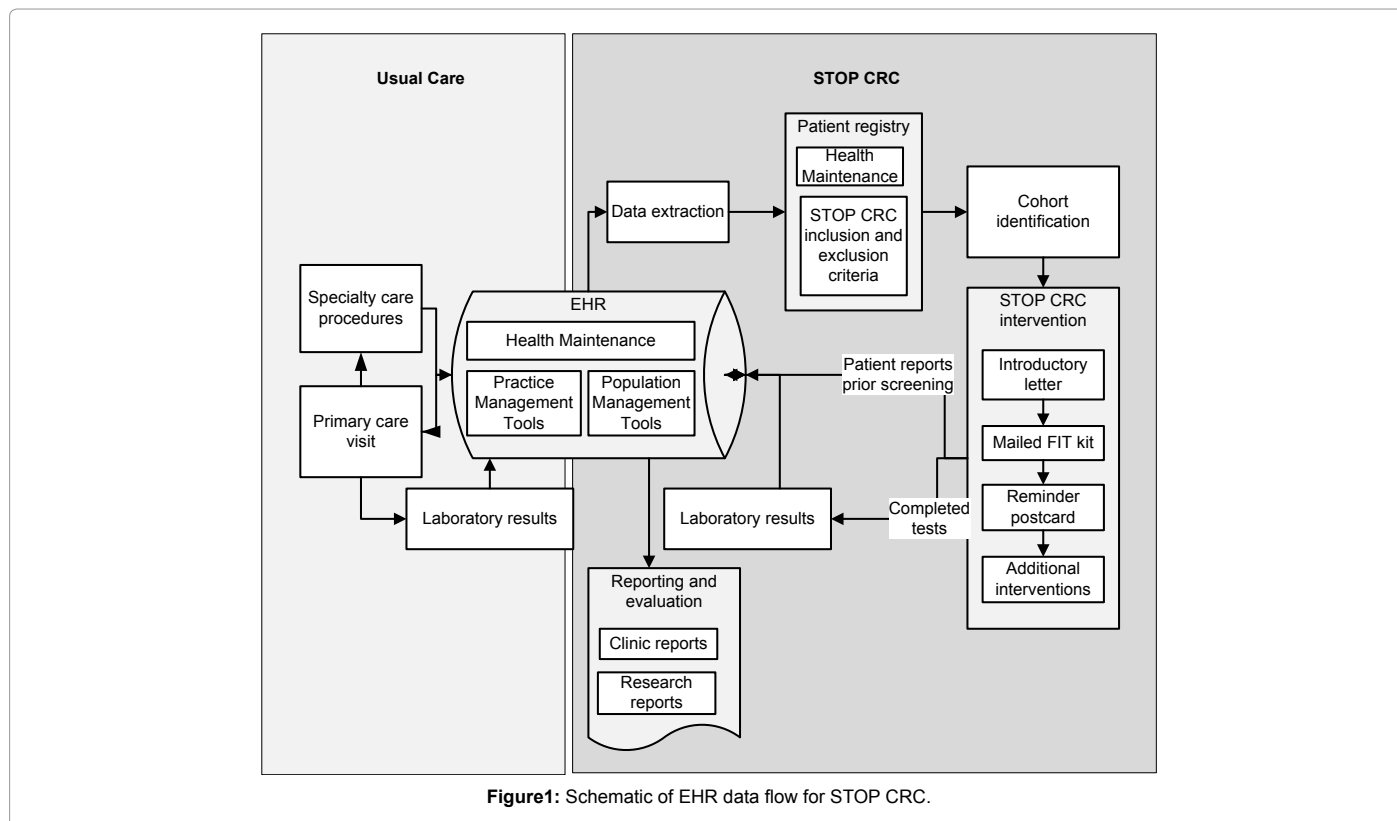 Usual Care
STOP CRC
Patient registry
Health
Maintenance
STOP CRC
inclusion and
exclusion
criteria
Data extraction
Cohort
identification
Specialty care
procedures
Primary care
visit
Laboratory results
EHR
Health Maintenance
Practice
Management
Tools
Population
Management
Tools
Patient reports
prior screening
STOP CRC
intervention
Introductory
letter
Mailed FIT kit
Reminder
postcard
Additional
interventions
Completed
tests
Laboratory results
Reporting and
evaluation
Clinic reports
Research
reports
Figure1: Schematic of EHR data flow for STOP CRC.